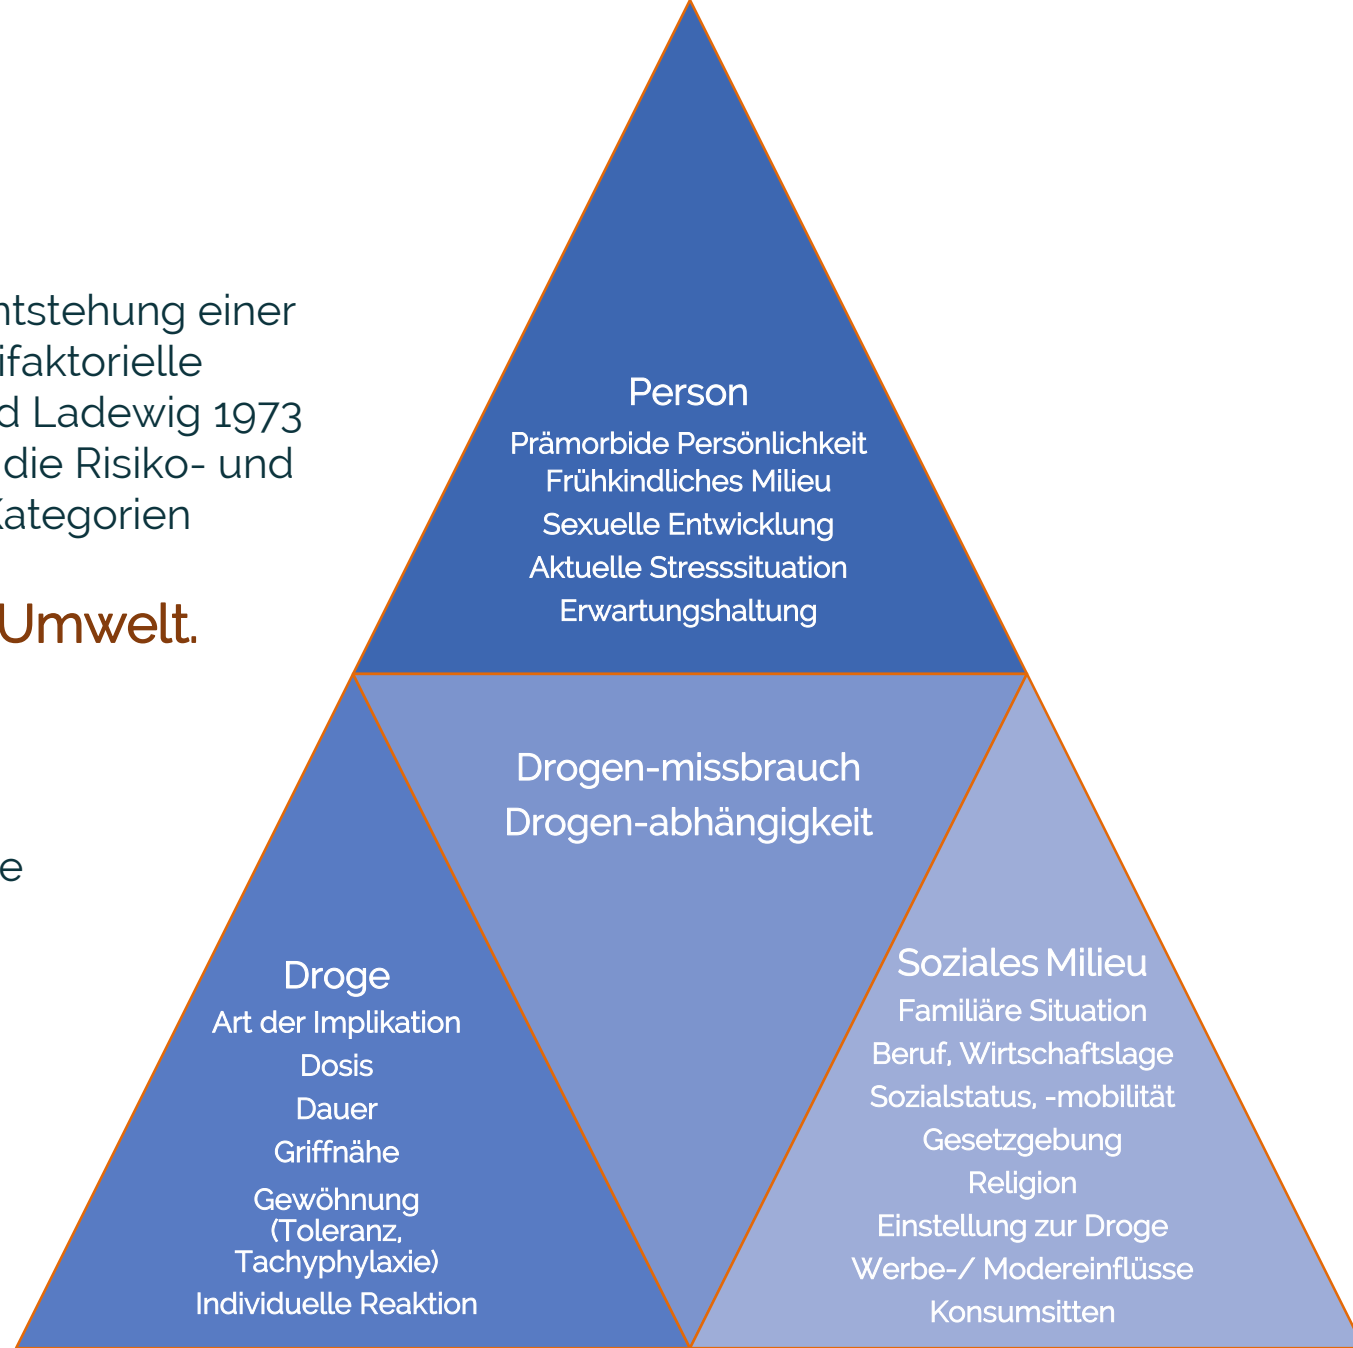 ntstehung einer
ifaktorielle
d Ladewig 1973
die Risiko- und
Kategorien
Umwelt.
e
Person
Prämorbide Persönlichkeit
Frühkindliches Milieu
Sexuelle Entwicklung
Aktuelle Stresssituation
Erwartungshaltung
Drogen-missbrauch
Drogen-abhängigkeit
Droge
Art der Implikation
Dosis
Dauer
Griffnähe
Gewöhnung
(Toleranz,
Tachyphylaxie)
Individuelle Reaktion
Soziales Milieu
Familiäre Situation
Beruf, Wirtschaftslage
Sozialstatus, -mobilität
Gesetzgebung
Religion
Einstellung zur Droge
Werbe-/ Modereinflüsse
Konsumsitten